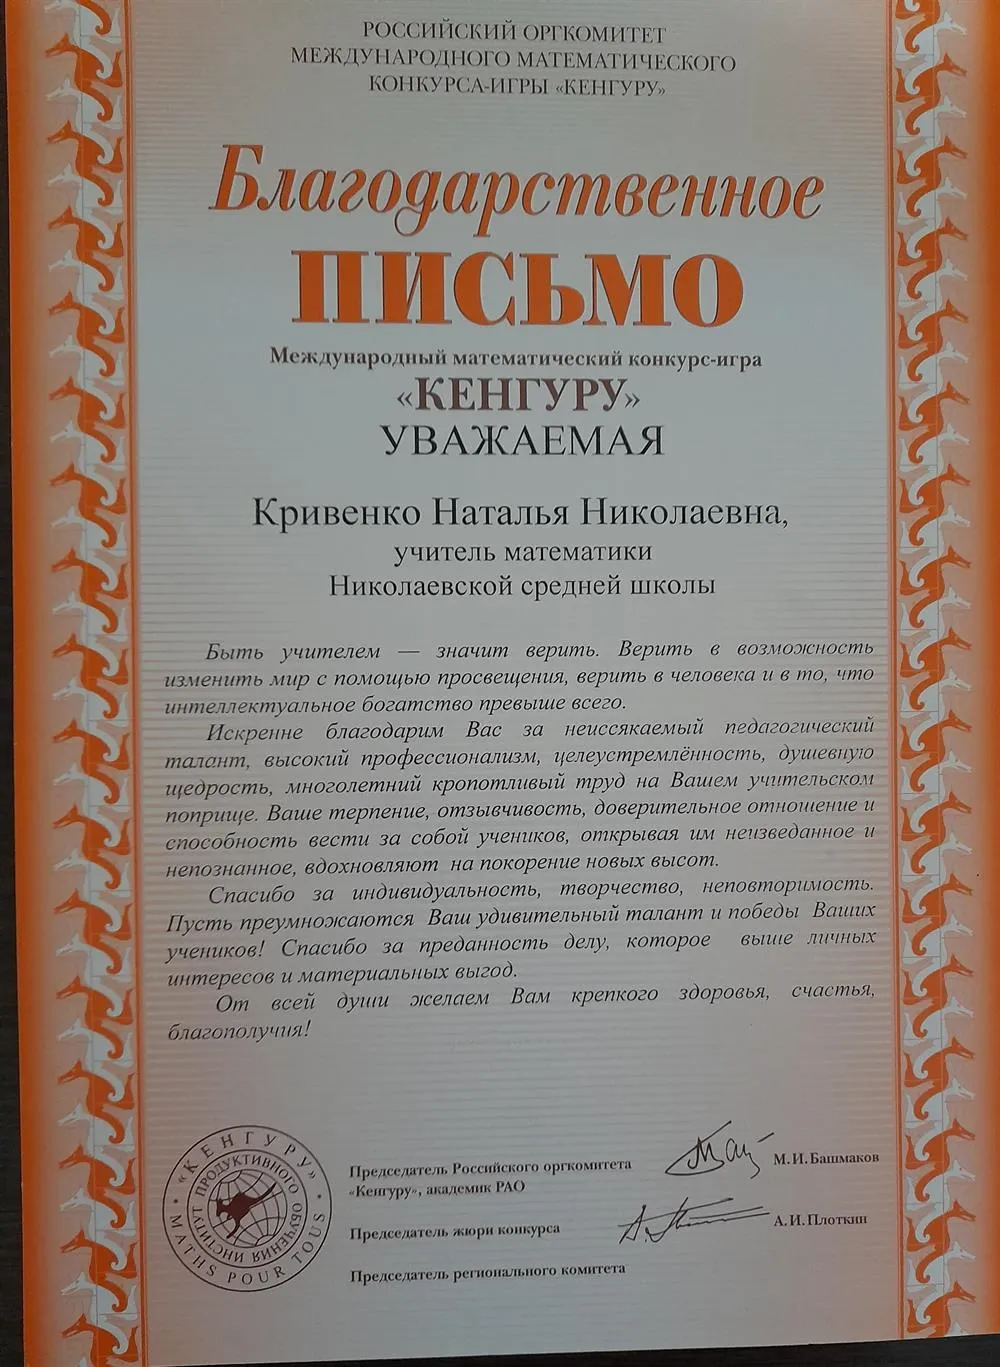 РОССИЙСКИЙ ОРГКОМИТЕТ
МЕЖДУНАРОДНОГО МАТЕМАТИЧЕСКОГО
КОНКУРСА-ИГРЫ «КЕНГУРУ»
Благодарственное
ПИСЬМО
Международный математический конкурс-игра
«КЕНГУРУ»
УВАЖАЕМАЯ
Кривенко Наталья Николаевна,
учитель математики
Николаевской средней школы
Быть учителем — значит верить. Верить в возможность
изменить мир с помощью просвещения, верить в человека и в то, что
интеллектуальное богатство превыше всего.
Искренне благодарим Вас за неиссякаемый педагогический
талант, высокий профессионализм, целеустремлённость, душевную
щедрость, многолетний кропотливый труд на Вашем учительском
поприще. Ваше терпение, отзывчивость, доверительное отношение и
способность вести за собой учеников, открывая им неизведанное и
непознанное, вдохновляют на покорение новых высот.
Спасибо за индивидуальность, творчество, неповторимость.
Пусть преумножаются Ваш удивительный талант и победы Ваших
учеников! Спасибо за преданность делу, которое выше личных
интересов и материальных выгод.
От всей души желаем Вам крепкого здоровья, счастья,
благополучия!
«КЕНГУРУ»
ИНСТИТУТ ПРОДУКТИВНОГО ОБУЧЕНИЯ
MATHS POUR TOUS
Председатель Российского оргкомитета
«Кенгуру», академик РАО
М.И.Башмаков
Председатель жюри конкурса
А.И.Плоткин
Председатель регионального комитета